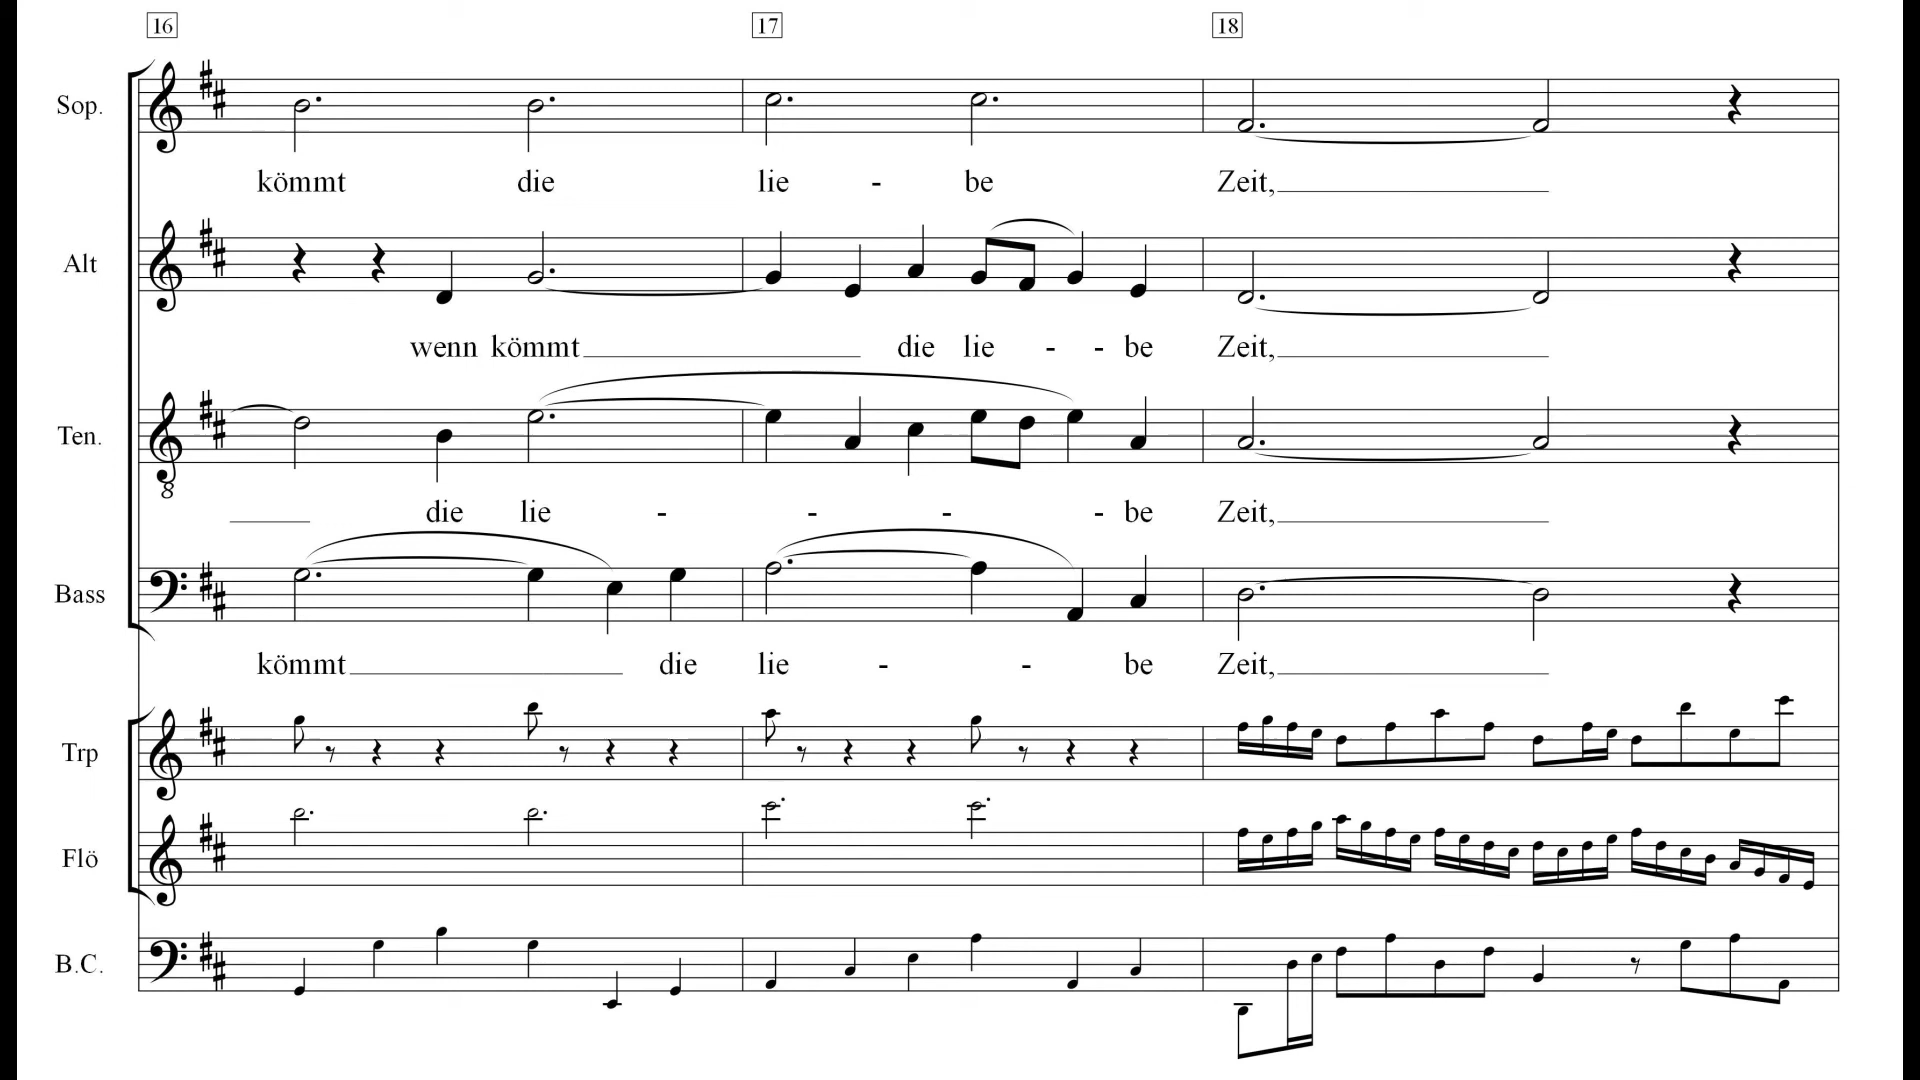 16 17 18
Sop.
kömmt die lie - be Zeit,
Alt
wenn kömmt die lie - - be Zeit,
Ten.
8
die lie - - - - be Zeit,
Bass
kömmt die lie - - be Zeit,
Trp
Flö
B.C.